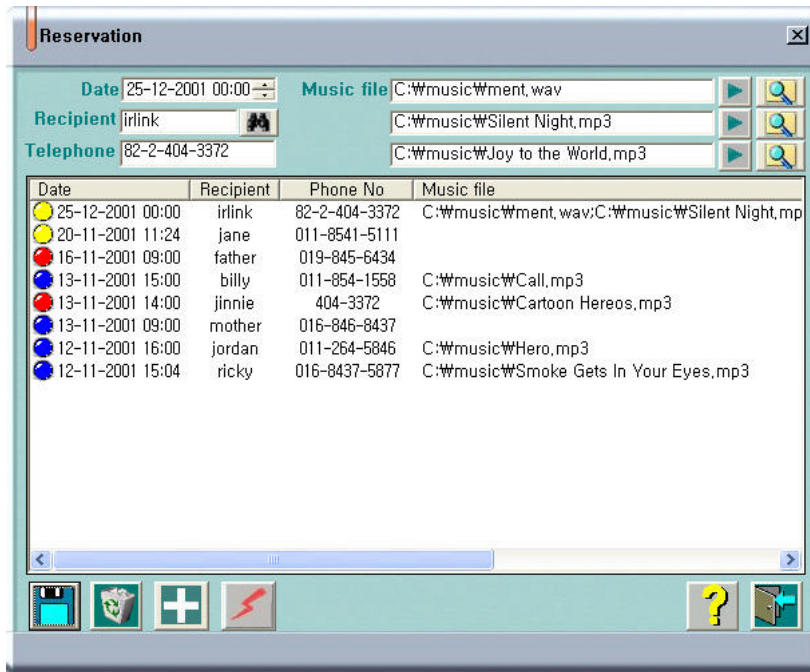 Reservation
Date 25-12-2001 00:00 Music file C:₩music₩ment.wav
Recipient irlink C:₩music₩Silent Night.mp3
Telephone 82-2-404-3372 C:₩music₩Joy to the World.mp3
Date Recipient Phone No Music file
25-12-2001 00:00 irlink 82-2-404-3372 C:₩music₩ment.wav;C:₩music₩Silent Night.mp
20-11-2001 11:24 jane 011-8541-5111
16-11-2001 09:00 father 019-845-6434
13-11-2001 15:00 billy 011-854-1558 C:₩music₩Call.mp3
13-11-2001 14:00 jinnie 404-3372 C:₩music₩Cartoon Hereos.mp3
13-11-2001 09:00 mother 016-846-8437
12-11-2001 16:00 jordan 011-264-5846 C:₩music₩Hero.mp3
12-11-2001 15:04 ricky 016-8437-5877 C:₩music₩Smoke Gets In Your Eyes.mp3